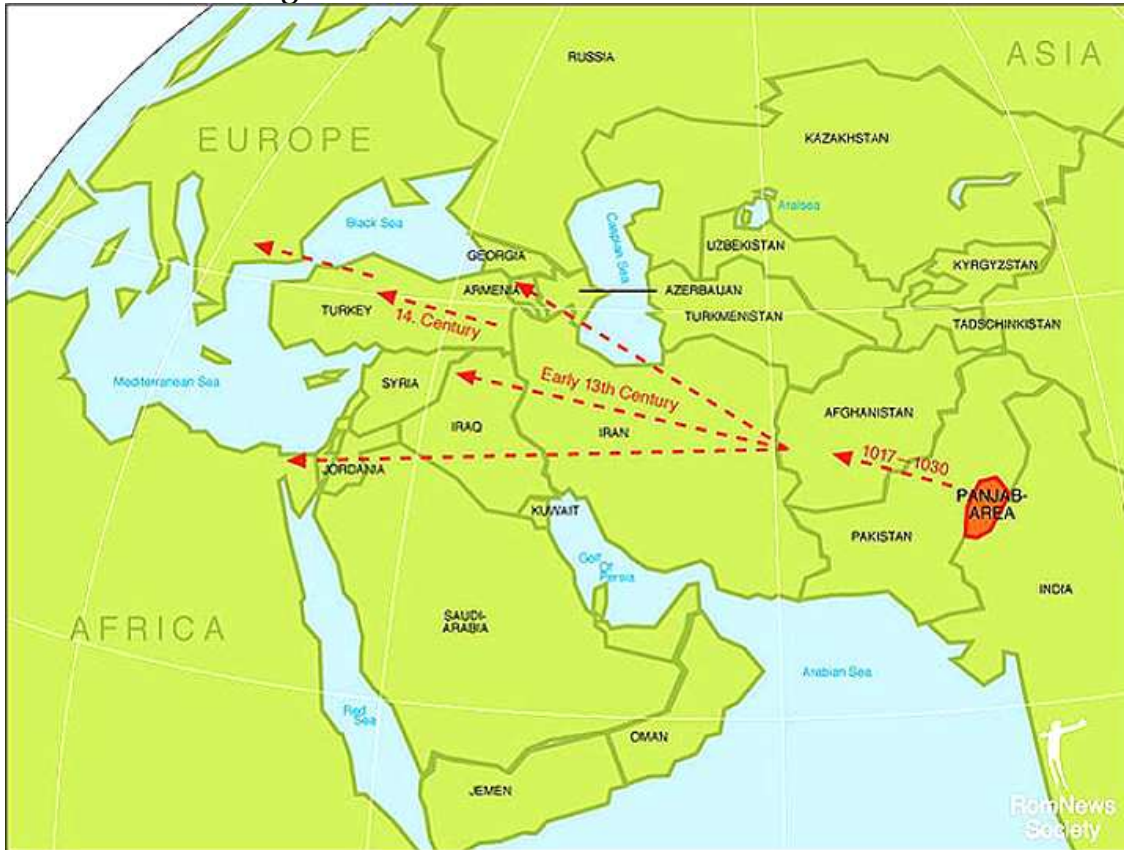 ASIA
RUSSIA
EUROPE
KAZAKHSTAN
Black Sea
Caspian Sea
Aralsea
UZBEKISTAN
GEORGIA
KYRGYZSTAN
ARMENIA
AZERBAIJAN
TURKEY
14. Century
TURKMENISTAN
TADSCHINKISTAN
Mediterranean Sea
SYRIA
Early 13th Century
AFGHANISTAN
IRAQ
IRAN
1017—1030
JORDANIA
PANJAB-
AREA
KUWAIT
PAKISTAN
Golf
Of
Persia
INDIA
AFRICA
SAUDI-
ARABIA
Arabian Sea
Red
Sea
OMAN
JEMEN
RomNews
Society